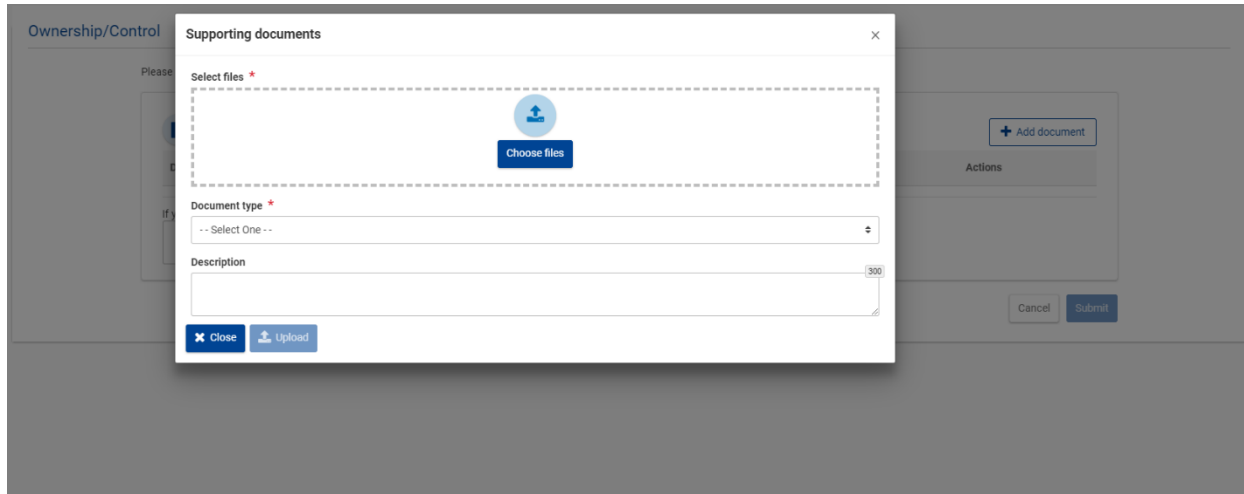 Ownership/Control
Supporting documents
×
Please
Select files *
Choose files
Add document
Actions
Document type *
If
-- Select One --
Description
300
Cancel
Submit
Close
Upload